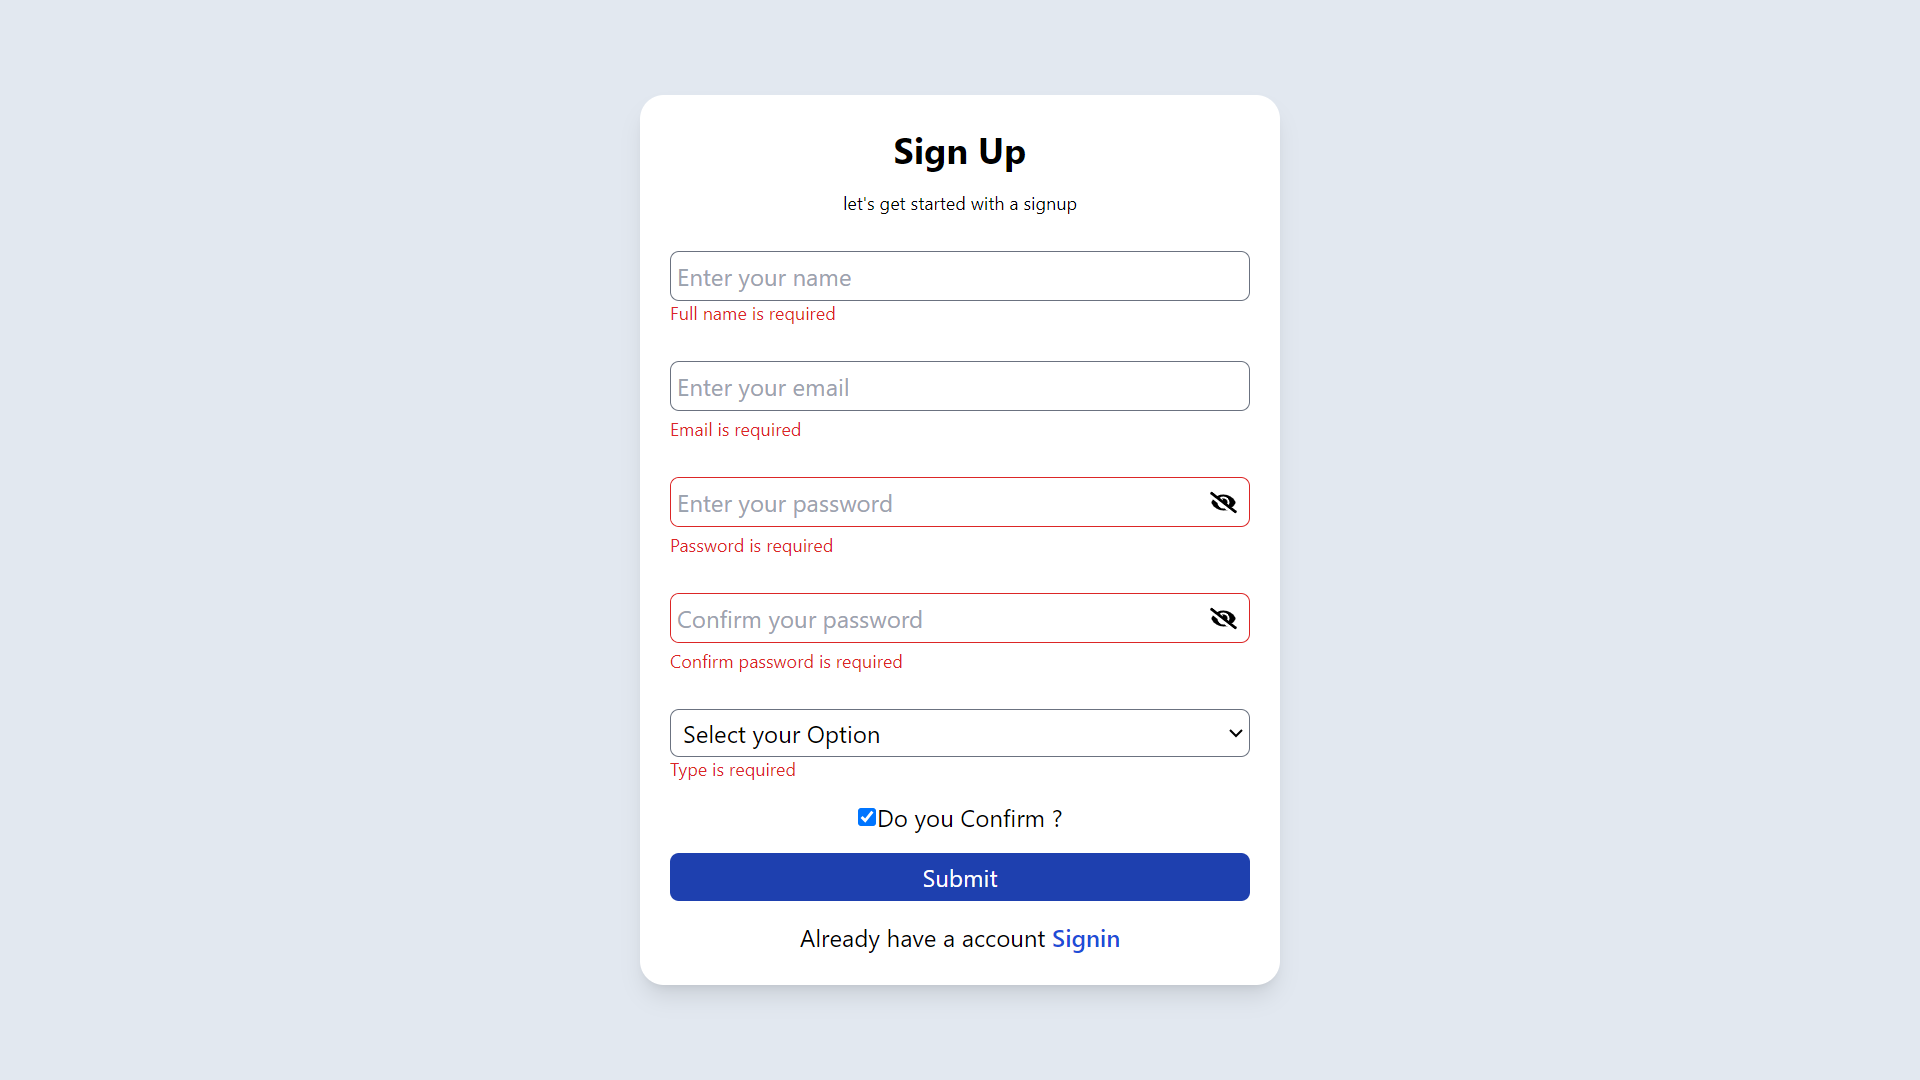 Sign Up
let's get started with a signup
Enter your name
Full name is required
Enter your email
Email is required
Enter your password
Password is required
Confirm your password
Confirm password is required
Select your Option
Type is required
Do you Confirm ?
Submit
Already have a account Signin